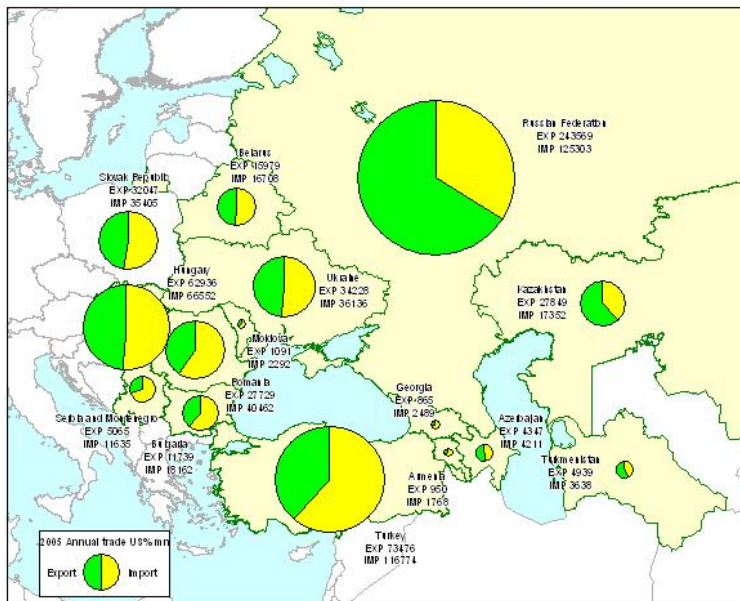 Russian Federation
EXP 243569
IMP 125303
Belarus
EXP 15979
IMP 16708
Slovak Republic
EXP 32047
IMP 35405
Hungary
EXP 62936
IMP 66552
Ukraine
EXP 34228
IMP 36136
Kazakhstan
EXP 27849
IMP 17352
Moldova
EXP 1091
IMP 2292
Romania
EXP 27729
IMP 40462
Georgia
EXP 865
IMP 2489
Serbia and Montenegro
EXP 5065
IMP 11635
Bulgaria
EXP 11739
IMP 18162
Azerbaijan
EXP 4347
IMP 4211
Turkmenistan
EXP 4939
IMP 3638
Armenia
EXP 950
IMP 1768
Turkey
EXP 73476
IMP 116774
2005 Annual trade US% mn
Export Import